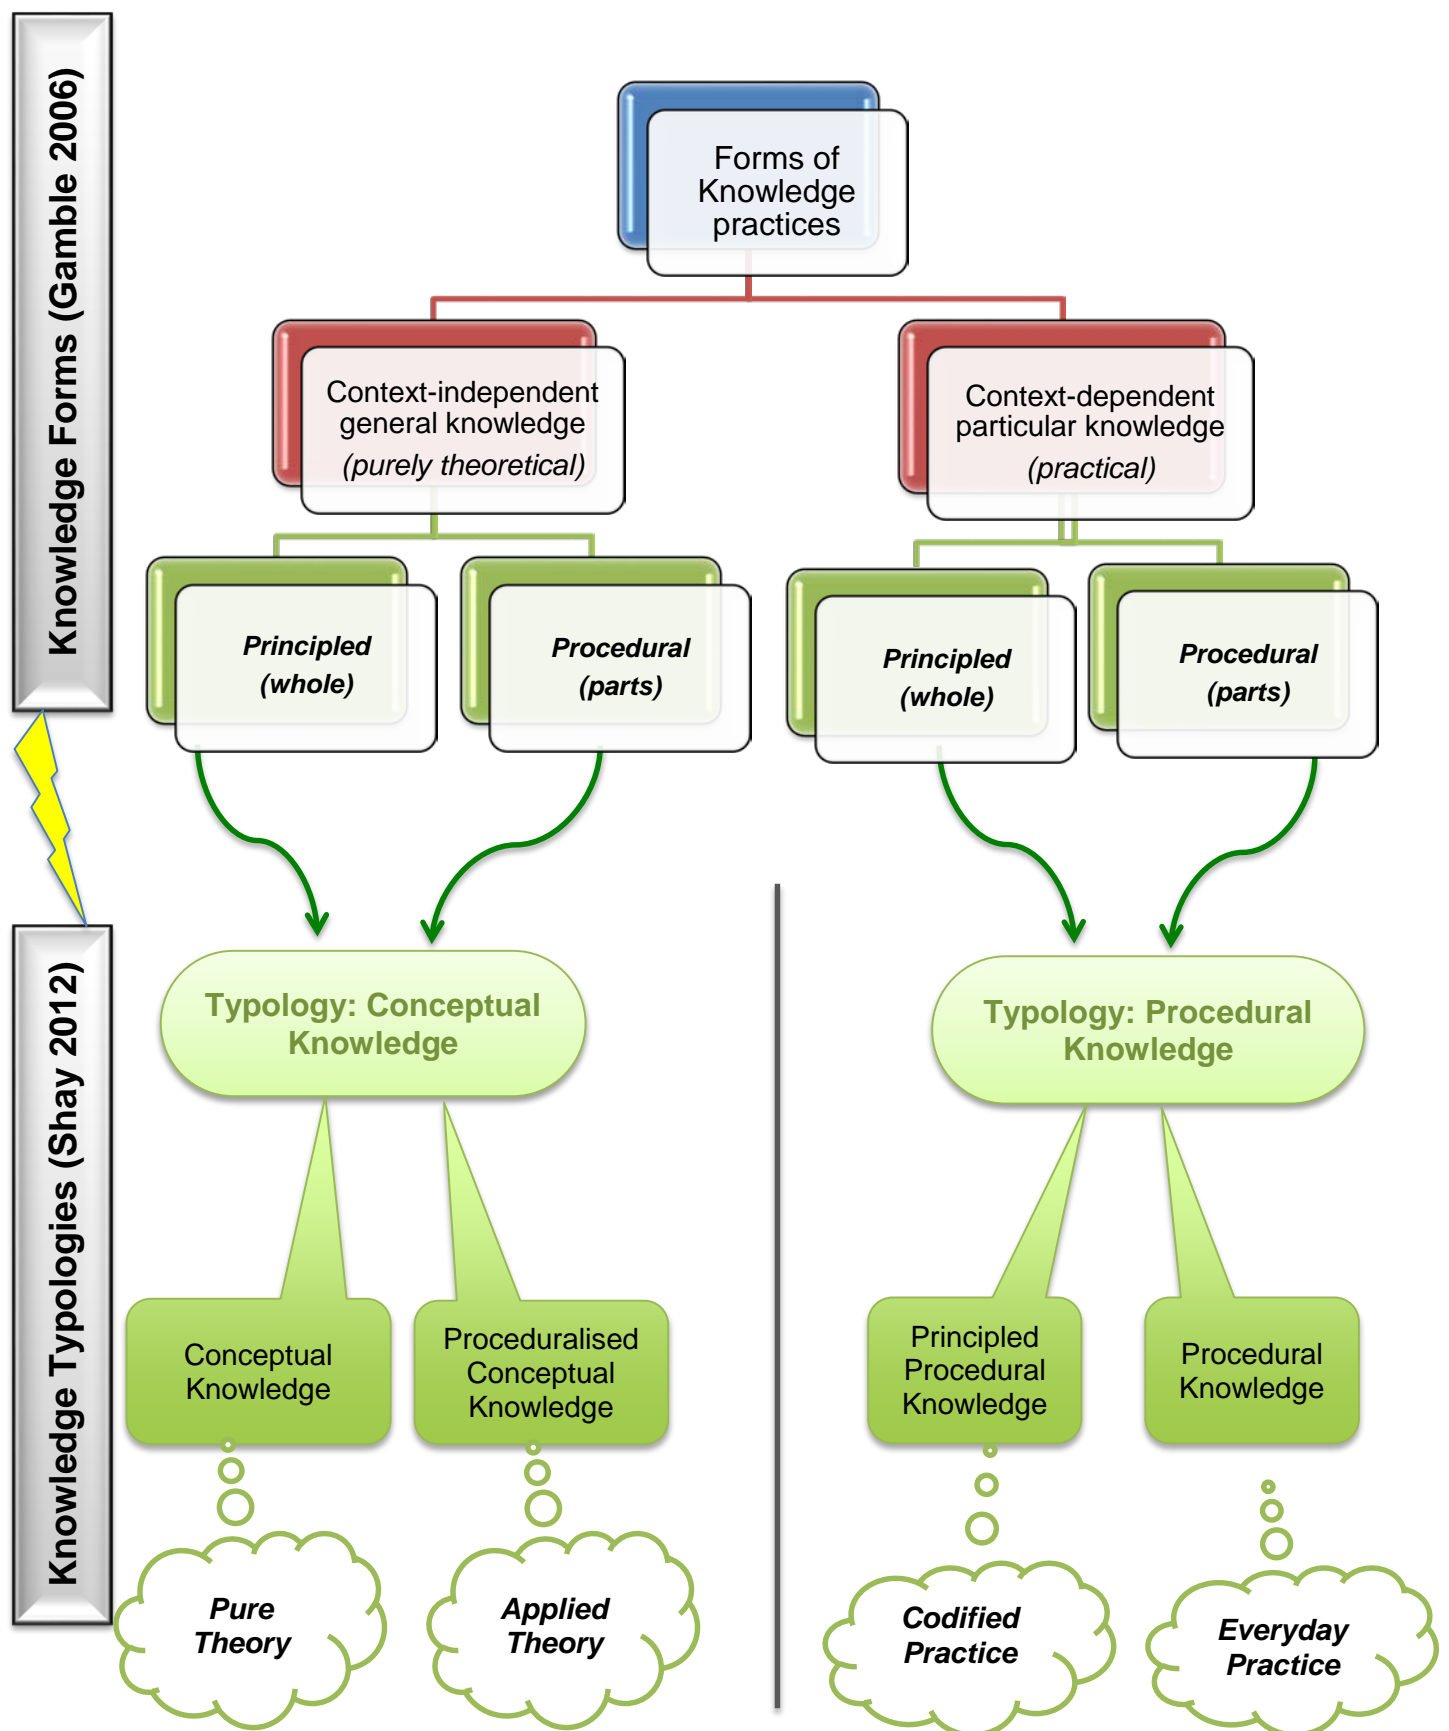 Knowledge Forms (Gamble 2006)
Forms of
Knowledge
practices
Context-independent
general knowledge
(purely theoretical)
Context-dependent
particular knowledge
(practical)
Principled
(whole)
Procedural
(parts)
Principled
(whole)
Procedural
(parts)
Knowledge Typologies (Shay 2012)
Typology: Conceptual
Knowledge
Typology: Procedural
Knowledge
Conceptual
Knowledge
Proceduralised
Conceptual
Knowledge
Principled
Procedural
Knowledge
Procedural
Knowledge
Pure
Theory
Applied
Theory
Codified
Practice
Everyday
Practice